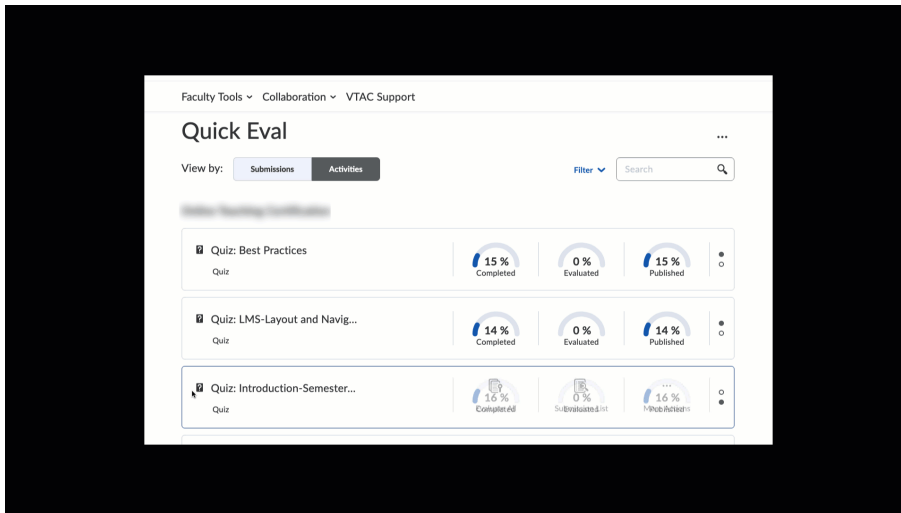 Faculty Tools Collaboration VTAC Support
Quick Eval
...
View by: Submissions Activities Filter Search
Quiz: Best Practices
Quiz
15 % Completed
0 % Evaluated
15 % Published
Quiz: LMS-Layout and Navig...
Quiz
14 % Completed
0 % Evaluated
14 % Published
Quiz: Introduction-Semester...
Quiz
16 %
0 % Evaluated
16 % Published